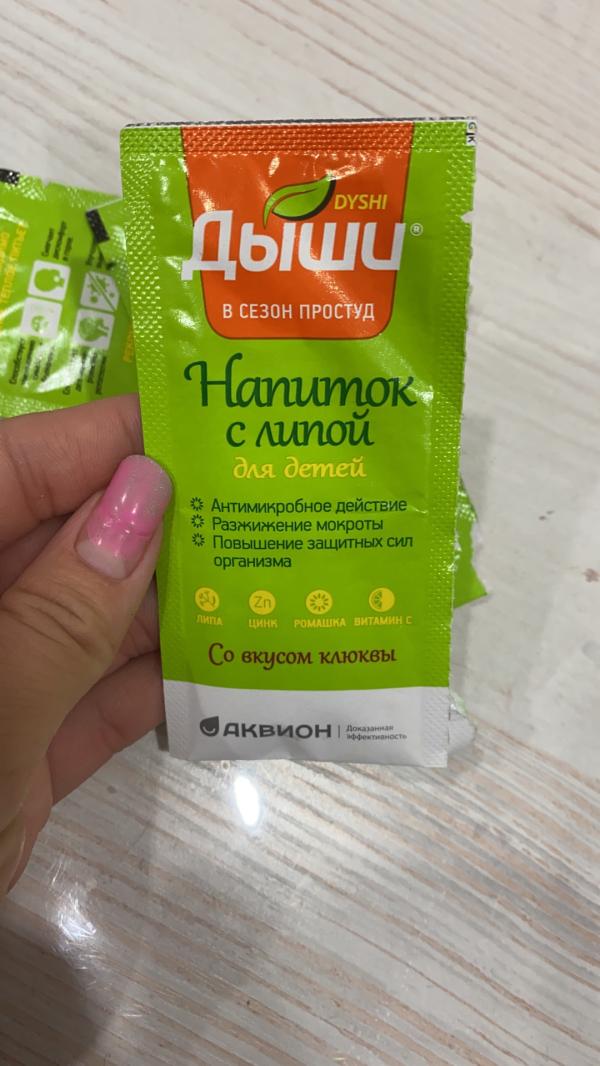 DYSHI
Дыши®
В СЕЗОН ПРОСТУД
Напиток
с липой
для детей
Антимикробное действие
Разжижение мокроты
Повышение защитных сил
организма
Zn
ЛИПА ЦИНК РОМАШКА ВИТАМИН С
Со вкусом клюквы
АКВИОН Доказанная
эффективность